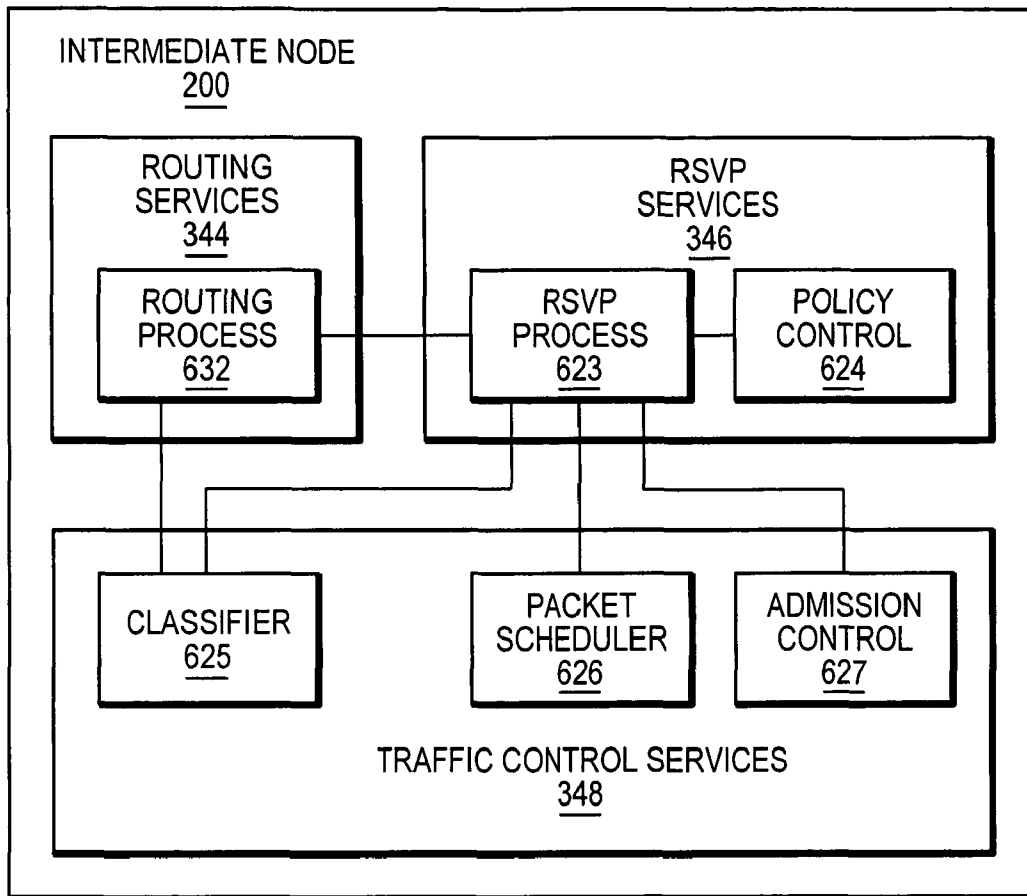 INTERMEDIATE NODE
200
ROUTING
SERVICES
344
ROUTING
PROCESS
632
RSVP
SERVICES
346
RSVP
PROCESS
623
POLICY
CONTROL
624
CLASSIFIER
625
PACKET
SCHEDULER
626
ADMISSION
CONTROL
627
TRAFFIC CONTROL SERVICES
348